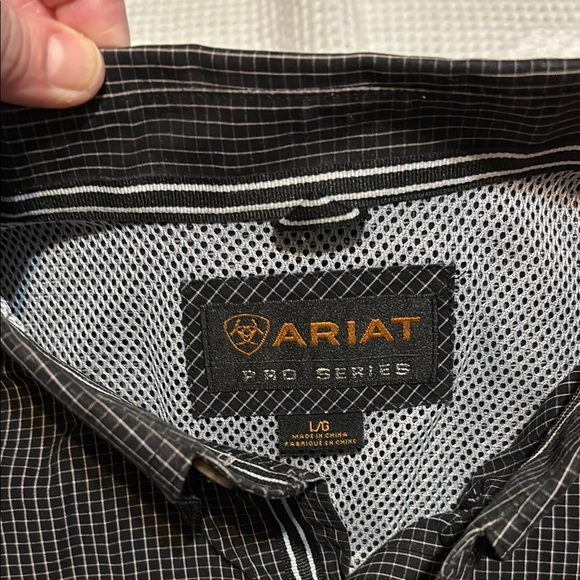 ARIAT
PRO SERIES
L/G
MADE IN CHINA
FABRIQUÉ EN CHINE